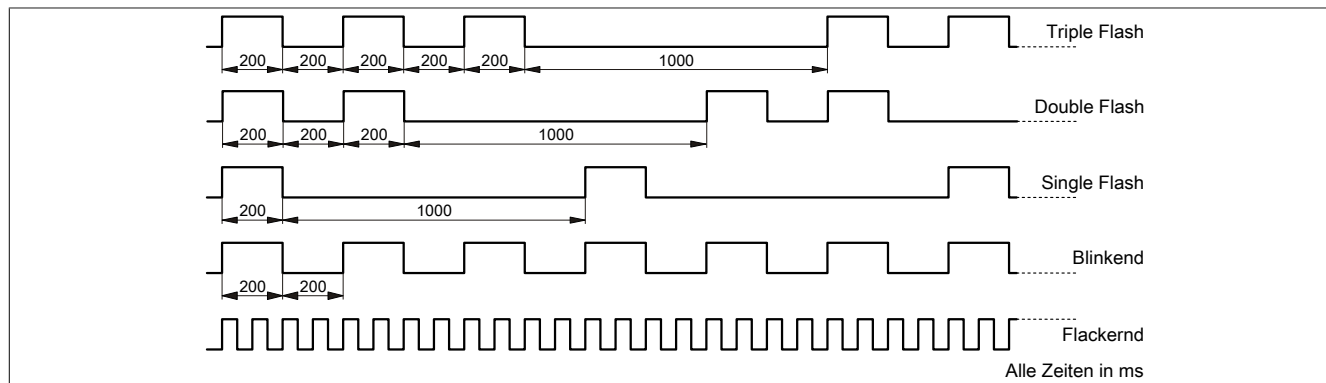 Triple Flash
200 200 200 200 200 1000
Double Flash
200 200 200 1000
Single Flash
200 1000
Blinkend
200 200
Flackernd
Alle Zeiten in ms